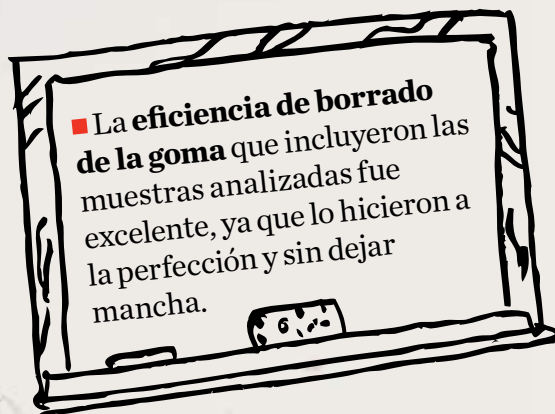 ■ La eficiencia de borrado
de la goma que incluyeron las
muestras analizadas fue
excelente, ya que lo hicieron a
la perfección y sin dejar
mancha.